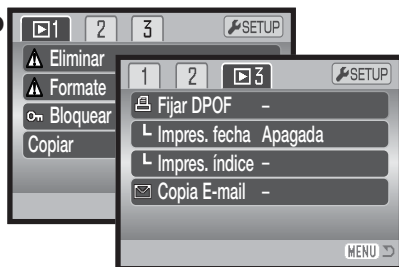 1 2 3 SETUP
Eliminar
Formate
Bloquear
Copiar
1 2 3 SETUP
Fijar DPOF –
Impres. fecha Apagada
Impres. índice –
Copia E-mail –
MENU